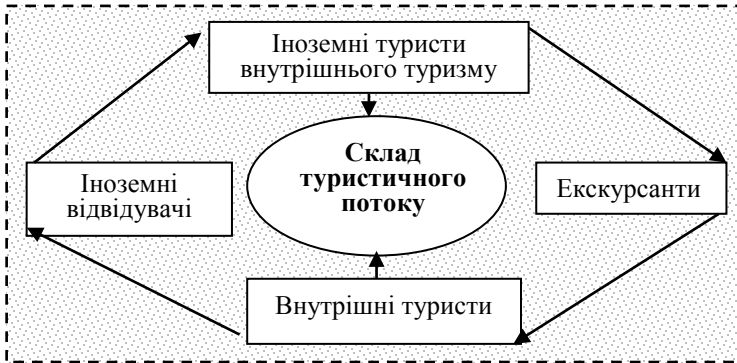 Іноземні туристи
внутрішнього туризму
Склад
туристичного
потоку
Іноземні
відвідувачі
Екскурсанти
Внутрішні туристи